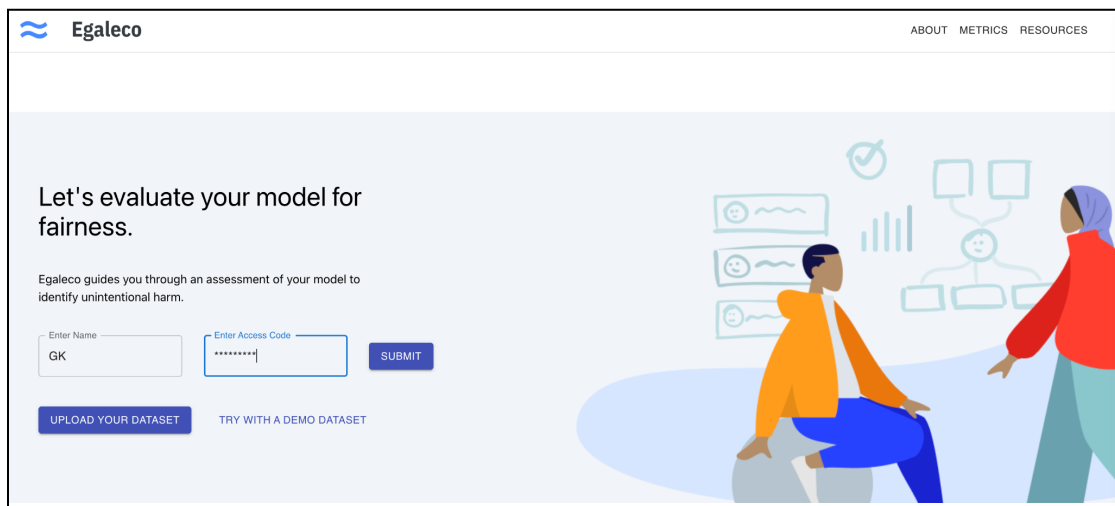 Egaleco
ABOUT METRICS RESOURCES
Let's evaluate your model for
fairness.
Egaleco guides you through an assessment of your model to
identify unintentional harm.
Enter Name
GK
Enter Access Code
*********
SUBMIT
UPLOAD YOUR DATASET
TRY WITH A DEMO DATASET